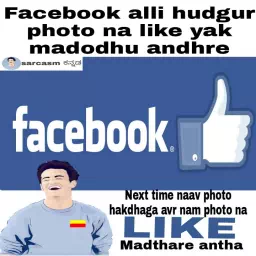 Facebook alli hudgur
photo na like yak
madodhu andhre
sarcasm ಕನ್ನಡ
facebook
Next time naav photo
hakdhaga avr nam photo na
LIKE
Madthare antha